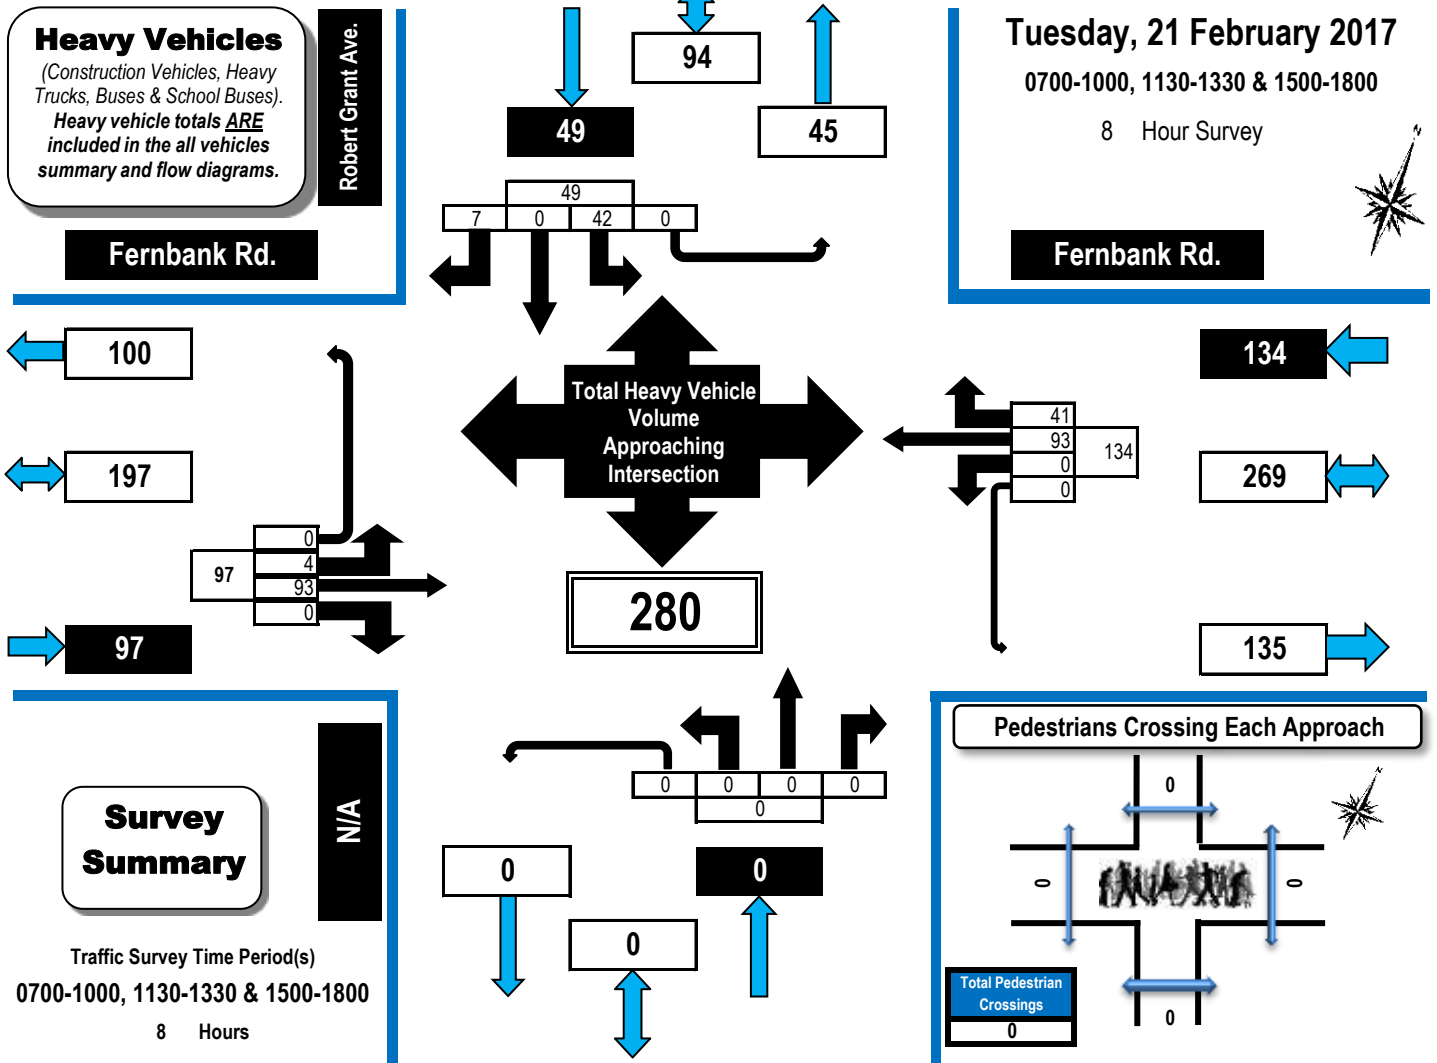 Heavy Vehicles
(Construction Vehicles, Heavy
Trucks, Buses & School Buses).
Heavy vehicle totals ARE
included in the all vehicles
summary and flow diagrams.
Robert Grant Ave.
Fernbank Rd.
94
49
45
49
7 0 42 0
Tuesday, 21 February 2017
0700-1000, 1130-1330 & 1500-1800
8 Hour Survey
N
Fernbank Rd.
100
197
0
4
93
0
97
97
Total Heavy Vehicle
Volume
Approaching
Intersection
280
134
41
93
0
0
134
269
135
Survey
Summary
N/A
Traffic Survey Time Period(s)
0700-1000, 1130-1330 & 1500-1800
8 Hours
0 0 0 0
0
0
0
0
Pedestrians Crossing Each Approach
N
0
0
0
0
Total Pedestrian
Crossings
0